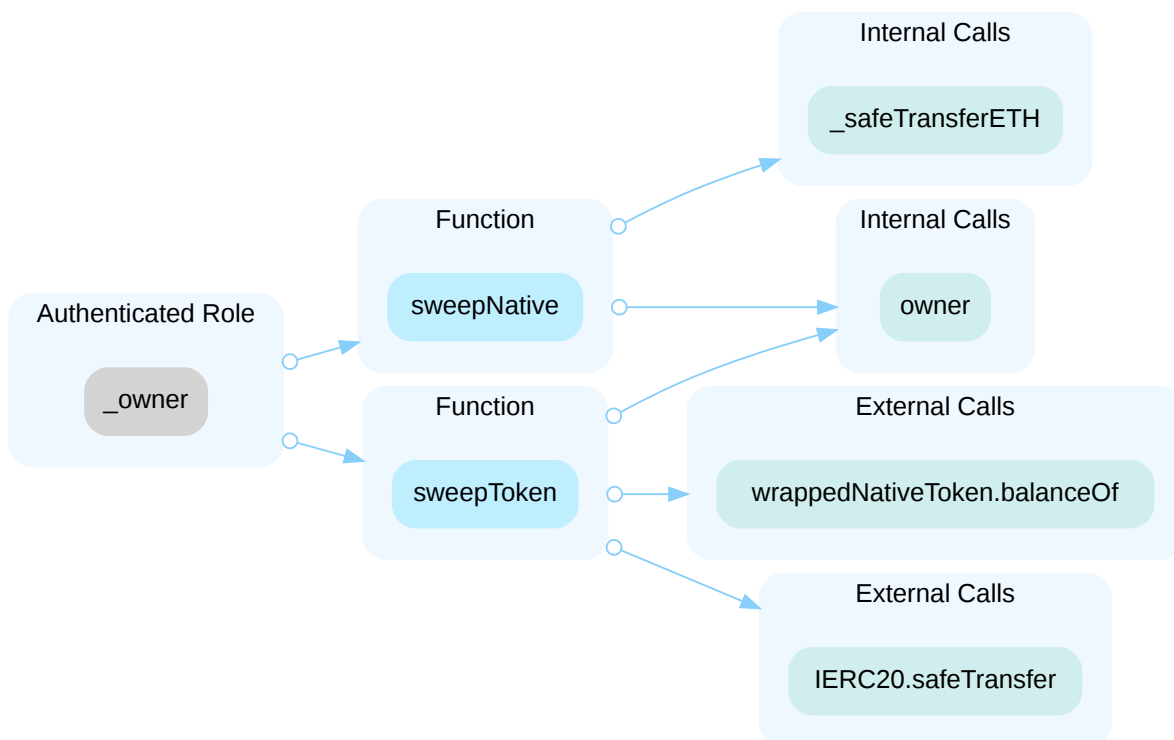 Authenticated Role
_owner
Function
sweepNative
Function
sweepToken
Internal Calls
_safeTransferETH
Internal Calls
owner
External Calls
wrappedNativeToken.balanceOf
External Calls
IERC20.safeTransfer